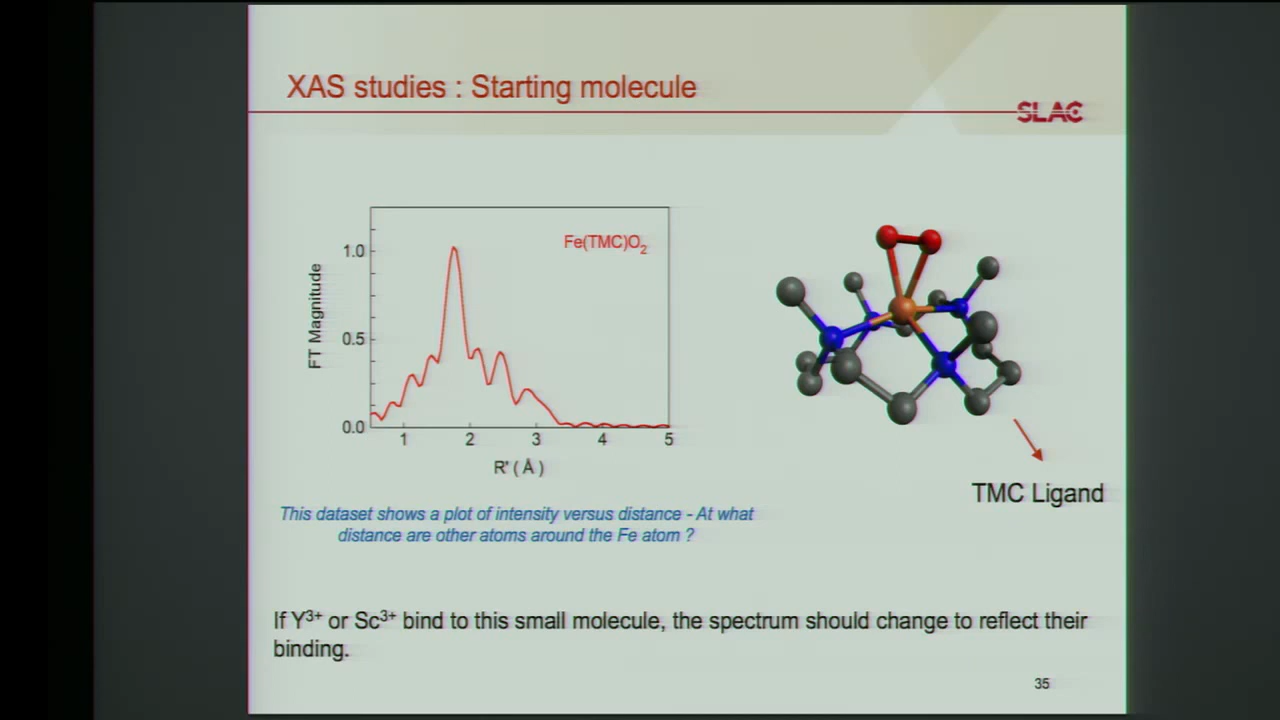 XAS studies : Starting molecule
SLAC
Fe(TMC)O2
1.0
0.5
0.0
FT Magnitude
1 2 3 4 5
R' ( Å )
TMC Ligand
This dataset shows a plot of intensity versus distance - At what
distance are other atoms around the Fe atom ?
If Y3+ or Sc3+ bind to this small molecule, the spectrum should change to reflect their
binding.
35